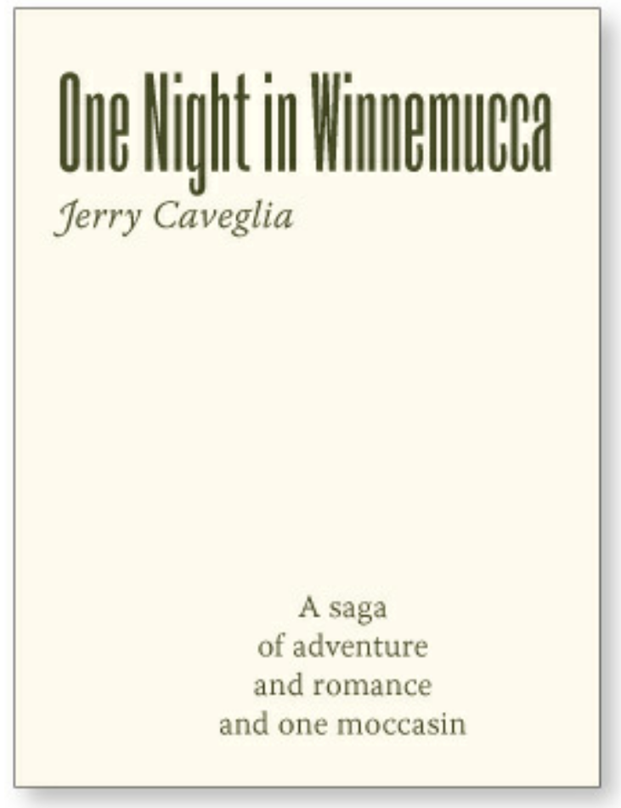 One Night in Winnemucca
Jerry Caveglia
A saga
of adventure
and romance
and one moccasin